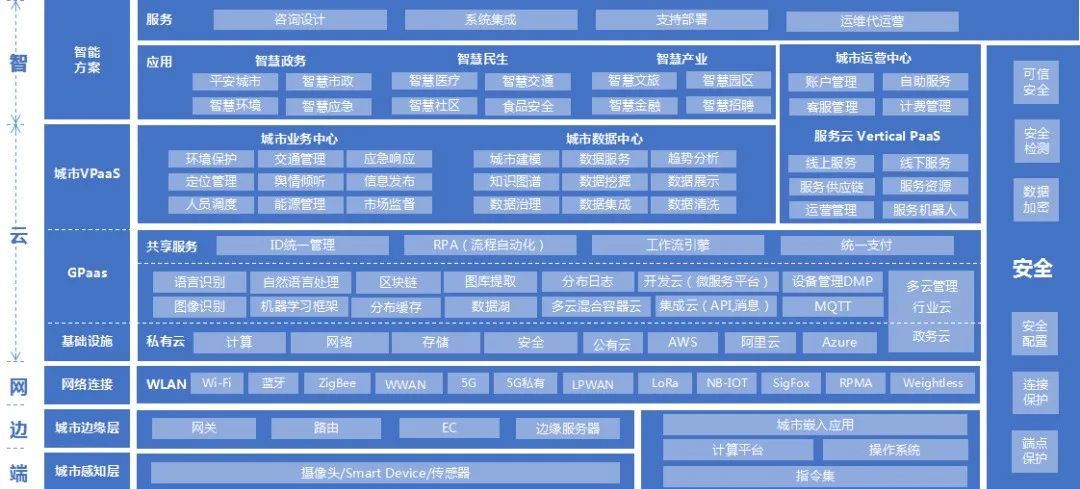 智
云
网
边
端
智能
方案
服务
咨询设计
系统集成
支持部署
运维代运营
应用
智慧政务
平安城市
智慧市政
智慧环境
智慧应急
智慧民生
智慧医疗
智慧交通
智慧社区
食品安全
智慧产业
智慧文旅
智慧园区
智慧金融
智慧招聘
城市运营中心
账户管理
自助服务
客服管理
计费管理
服务云 Vertical PaaS
线上服务
线下服务
服务供应链
服务资源
运营管理
服务机器人
城市VPaaS
城市业务中心
环境保护
交通管理
应急响应
定位管理
舆情倾听
信息发布
人员调度
能源管理
市场监督
城市数据中心
城市建模
数据服务
趋势分析
知识图谱
数据挖掘
数据展示
数据治理
数据集成
数据清洗
GPaas
共享服务
ID统一管理
RPA（流程自动化）
工作流引擎
统一支付
语言识别
自然语言处理
区块链
图库提取
分布日志
开发云（微服务平台）
设备管理DMP
图像识别
机器学习框架
分布缓存
数据湖
多云混合容器云
集成云（API,消息）
MQTT
多云管理
行业云
政务云
基础设施
私有云
计算
网络
存储
安全
公有云
AWS
阿里云
Azure
网络连接
WLAN
Wi-Fi
蓝牙
ZigBee
WWAN
5G
5G私有
LPWAN
LoRa
NB-IOT
SigFox
RPMA
Weightless
城市边缘层
网关
路由
EC
边缘服务器
城市感知层
摄像头/Smart Device/传感器
城市嵌入应用
计算平台
操作系统
指令集
可信
安全
安全
检测
数据
加密
安全
安全
配置
连接
保护
端点
保护